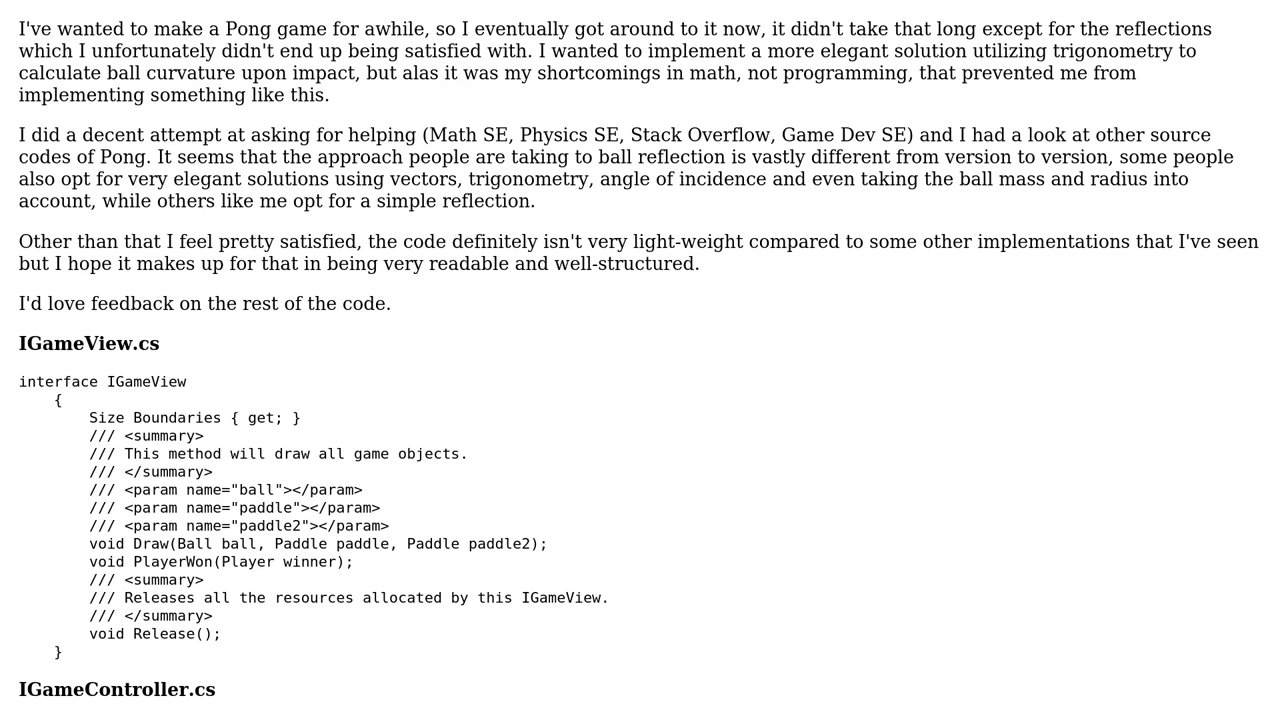 I've wanted to make a Pong game for awhile, so I eventually got around to it now, it didn't take that long except for the reflections
which I unfortunately didn't end up being satisfied with. I wanted to implement a more elegant solution utilizing trigonometry to
calculate ball curvature upon impact, but alas it was my shortcomings in math, not programming, that prevented me from
implementing something like this.
I did a decent attempt at asking for helping (Math SE, Physics SE, Stack Overflow, Game Dev SE) and I had a look at other source
codes of Pong. It seems that the approach people are taking to ball reflection is vastly different from version to version, some people
also opt for very elegant solutions using vectors, trigonometry, angle of incidence and even taking the ball mass and radius into
account, while others like me opt for a simple reflection.
Other than that I feel pretty satisfied, the code definitely isn't very light-weight compared to some other implementations that I've seen
but I hope it makes up for that in being very readable and well-structured.
I'd love feedback on the rest of the code.
IGameView.cs
interface IGameView
    {
        Size Boundaries { get; }
        /// <summary>
        /// This method will draw all game objects.
        /// </summary>
        /// <param name="ball"></param>
        /// <param name="paddle"></param>
        /// <param name="paddle2"></param>
        void Draw(Ball ball, Paddle paddle, Paddle paddle2);
        void PlayerWon(Player winner);
        /// <summary>
        /// Releases all the resources allocated by this IGameView.
        /// </summary>
        void Release();
    }
IGameController.cs